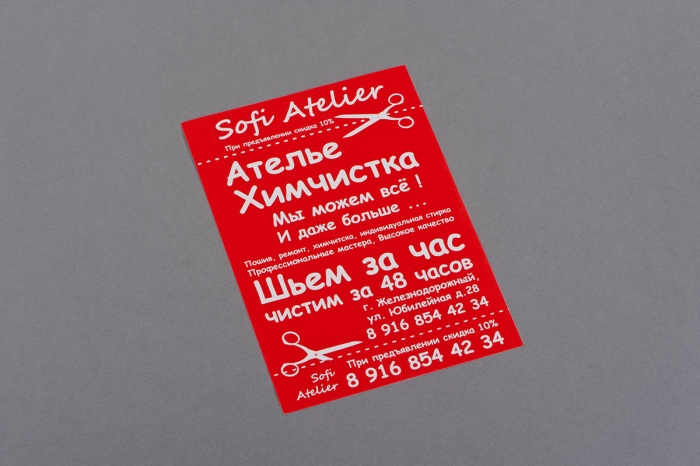 Sofi Atelier
При предъявлении скидка 10%
Ателье
Химчистка
Мы можем всё !
И даже больше ...
Пошив, ремонт, химчитска, индивидуальная стирка
Профессиональные мастера, Высокое качество
Шьем за час
чистим за 48 часов
г. Железнодорожный,
ул. Юбилейная д.28
8 916 854 42 34
При предъявлении скидка 10%
Sofi
Atelier
8 916 854 42 34